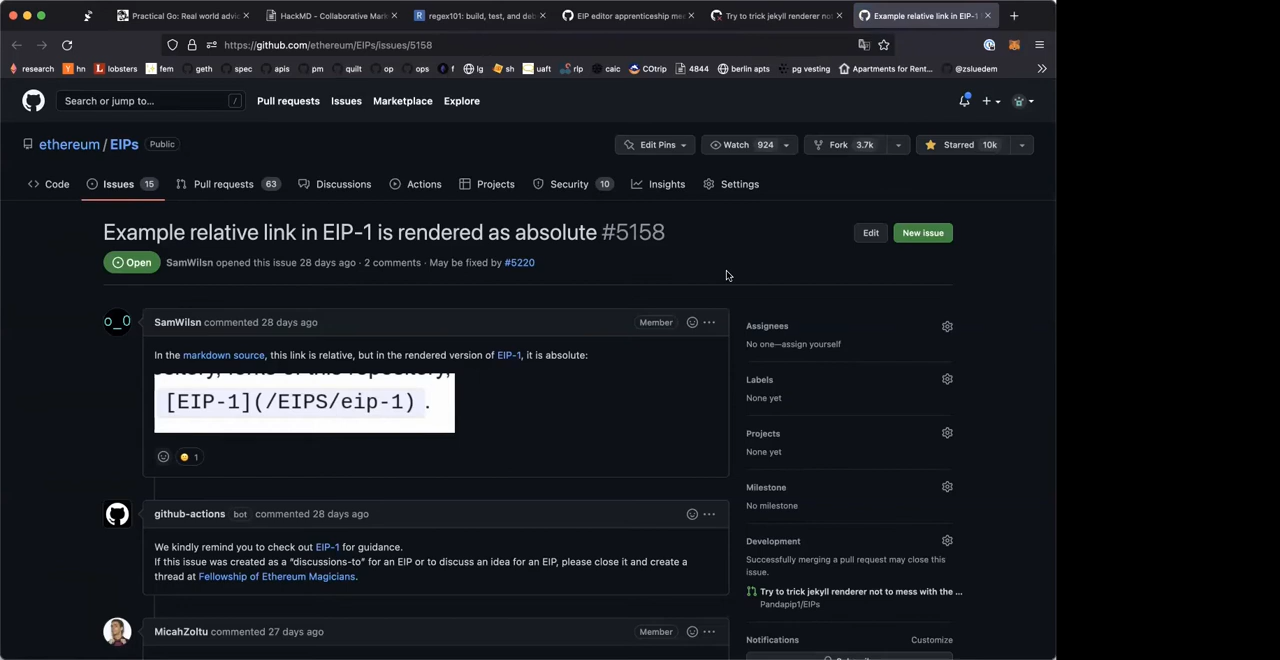 Practical Go: Real world advic
HackMD - Collaborative Mark
regex101: build, test, and deb
EIP editor apprenticeship mee
Try to trick jekyll renderer not
Example relative link in EIP-1
https://github.com/ethereum/EIPs/issues/5158
research hn lobsters fem geth spec apis pm quilt op ops f lg sh uaft rlp caic COtrip 4844 berlin apts pg vesting Apartments for Rent... @zsluedem
Search or jump to... / Pull requests Issues Marketplace Explore
ethereum / EIPs Public Edit Pins Watch 924 Fork 3.7k Starred 10k
Code Issues 15 Pull requests 63 Discussions Actions Projects Security 10 Insights Settings
Example relative link in EIP-1 is rendered as absolute #5158
Edit New issue
Open SamWilsn opened this issue 28 days ago · 2 comments · May be fixed by #5220
o_O
SamWilsn commented 28 days ago Member
In the markdown source, this link is relative, but in the rendered version of EIP-1, it is absolute:
[EIP-1](/EIPS/eip-1).
1
github-actions bot commented 28 days ago
We kindly remind you to check out EIP-1 for guidance.
If this issue was created as a "discussions-to" for an EIP or to discuss an idea for an EIP, please close it and create a
thread at Fellowship of Ethereum Magicians.
MicahZoltu commented 27 days ago Member
Assignees
No one—assign yourself
Labels
None yet
Projects
None yet
Milestone
No milestone
Development
Successfully merging a pull request may close this
issue.
Try to trick jekyll renderer not to mess with the ...
Pandapip1/EIPs
Notifications Customize